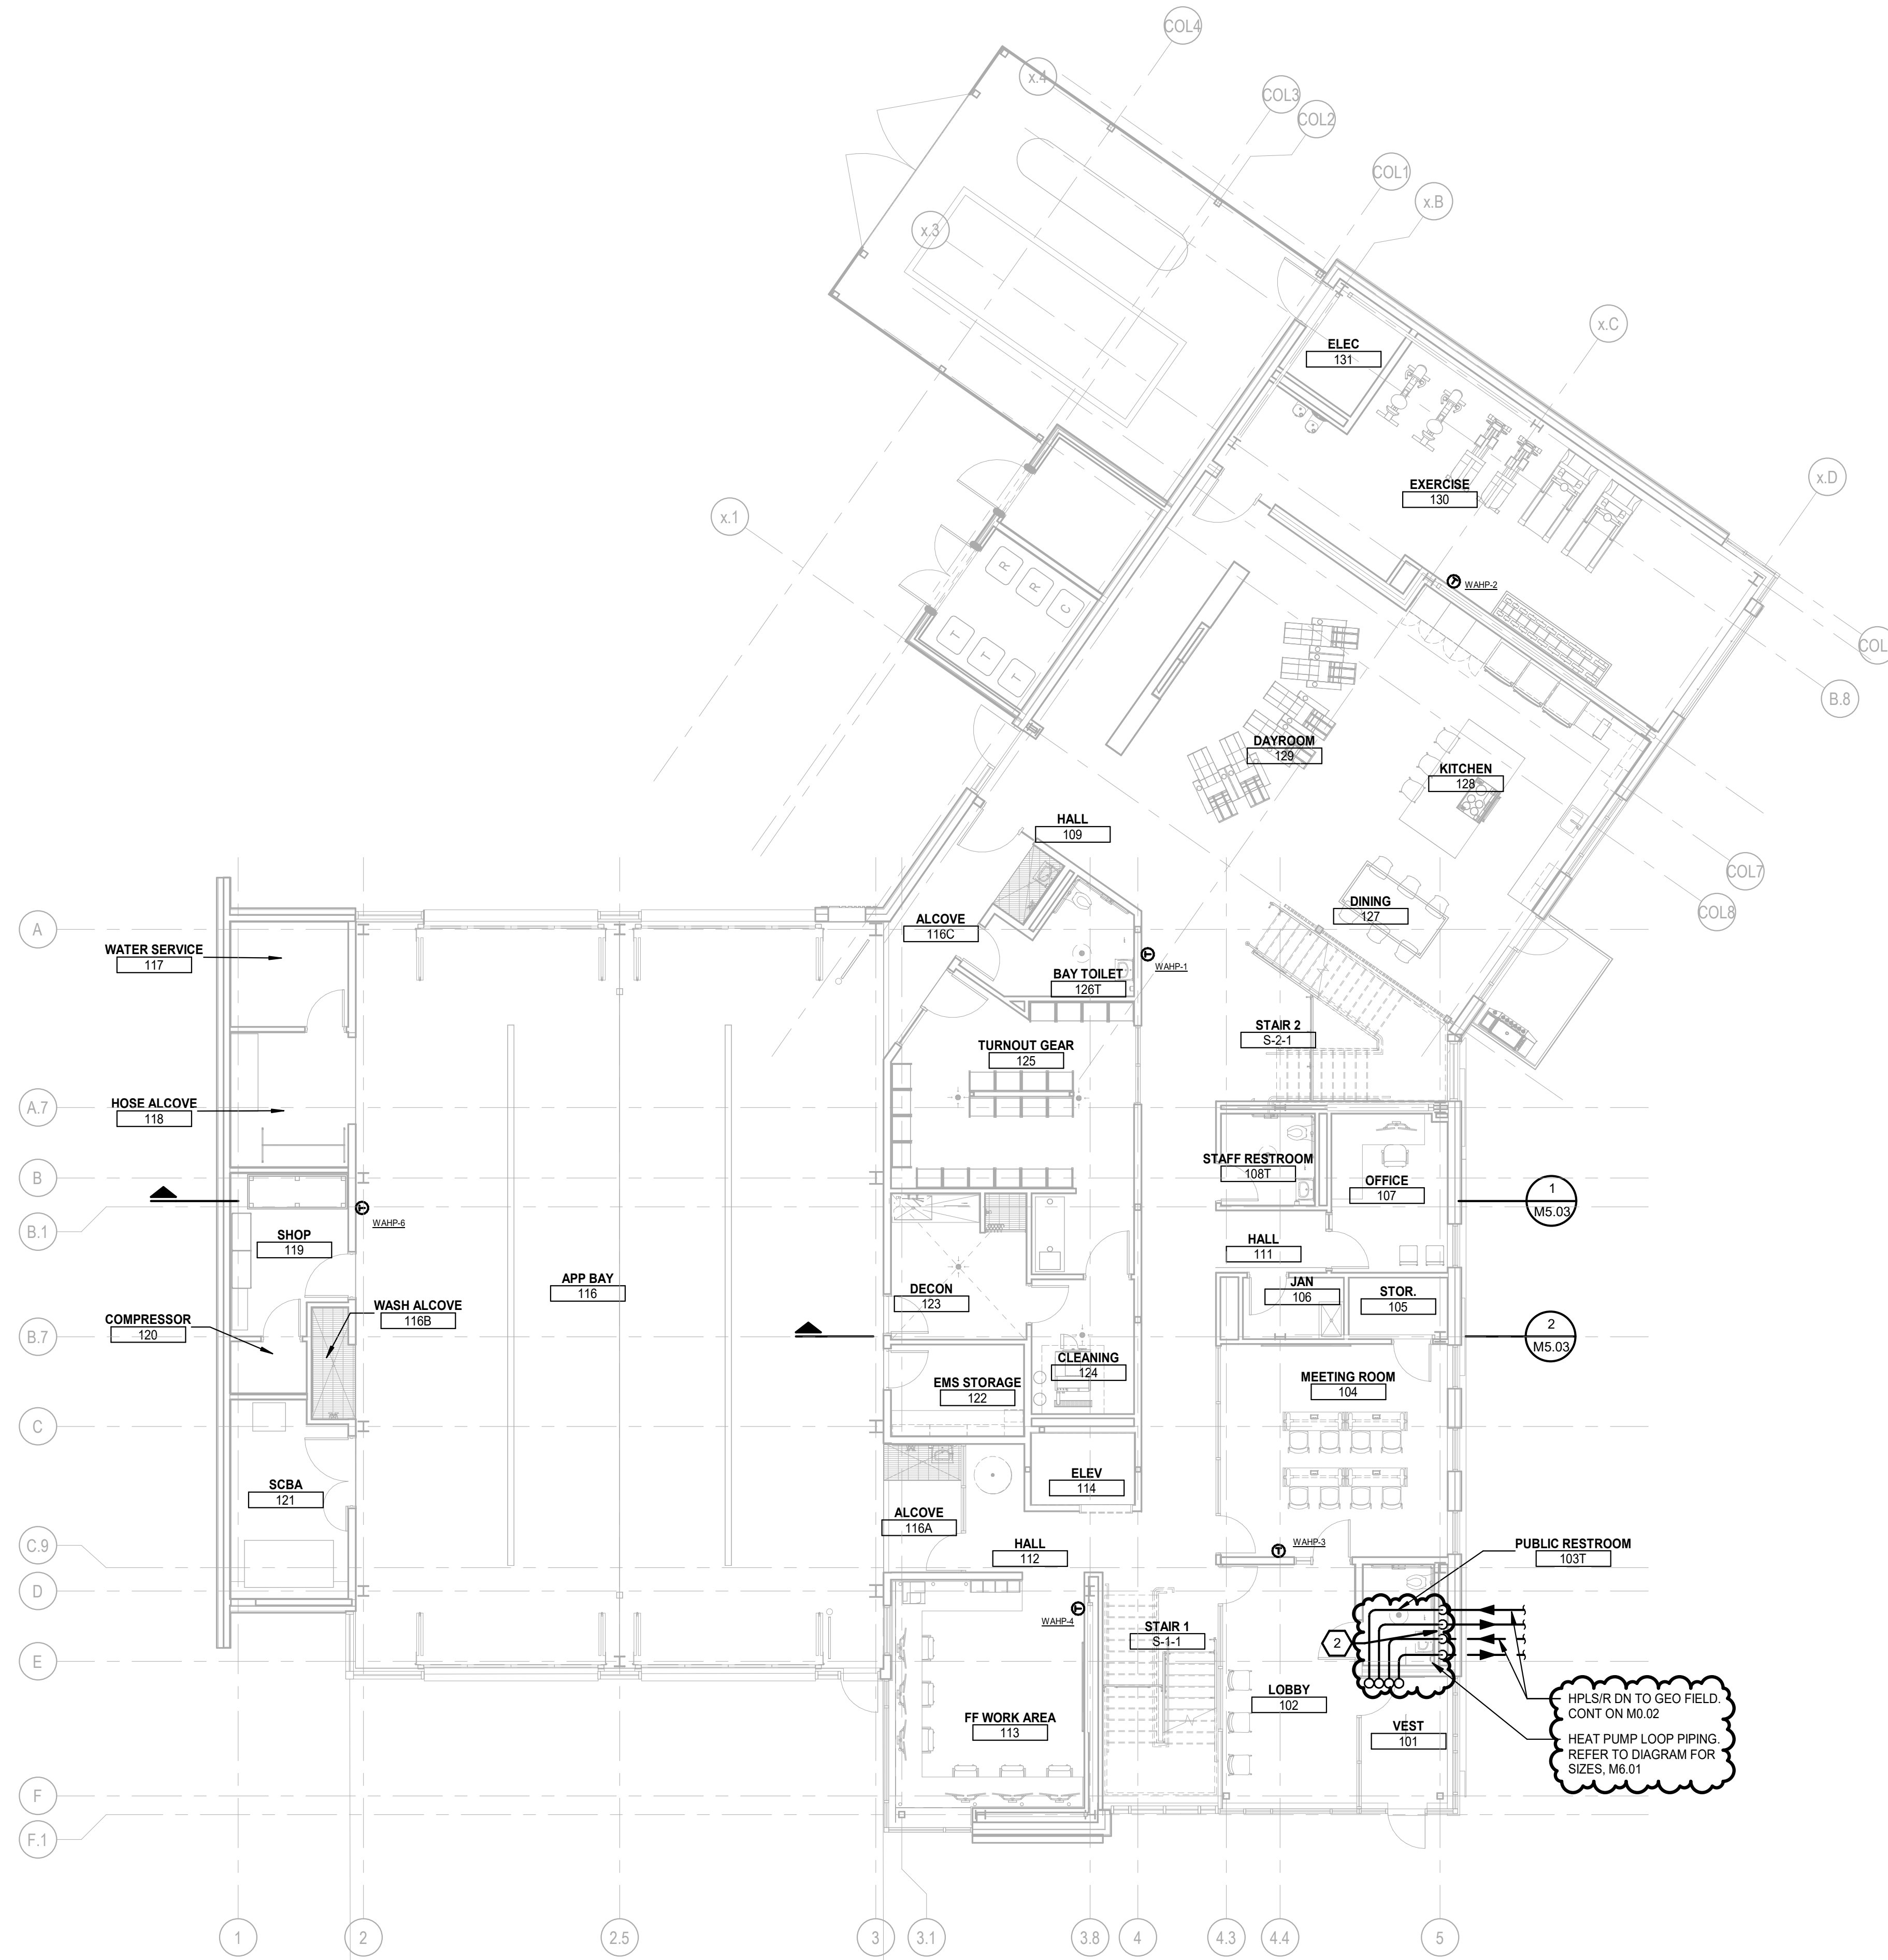 COL4
x.4
COL3
COL2
COL1
x.B
x.3
x.C
ELEC
131
x.D
EXERCISE
130
x.1
R
R
C
T
T
T
WAHP-2
COL
B.8
DAYROOM
129
KITCHEN
128
HALL
109
COL7
COL8
DINING
127
A
ALCOVE
116C
WATER SERVICE
117
BAY TOILET
126T
WAHP-1
STAIR 2
S-2-1
TURNOUT GEAR
125
A.7
HOSE ALCOVE
118
STAFF RESTROOM
108T
OFFICE
107
B
1
M5.03
B.1
WAHP-6
SHOP
119
HALL
111
APP BAY
116
DECON
123
JAN
106
STOR.
105
WASH ALCOVE
116B
COMPRESSOR
120
B.7
2
M5.03
CLEANING
124
EMS STORAGE
122
MEETING ROOM
104
C
ELEV
114
SCBA
121
ALCOVE
116A
C.9
HALL
112
WAHP-3
PUBLIC RESTROOM
103T
D
WAHP-4
STAIR 1
S-1-1
2
E
LOBBY
102
HPLS/R DN TO GEO FIELD.
CONT ON M0.02
FF WORK AREA
113
VEST
101
HEAT PUMP LOOP PIPING.
REFER TO DIAGRAM FOR
SIZES, M6.01
F
F.1
1
2
2.5
3
3.1
3.8
4
4.3
4.4
5